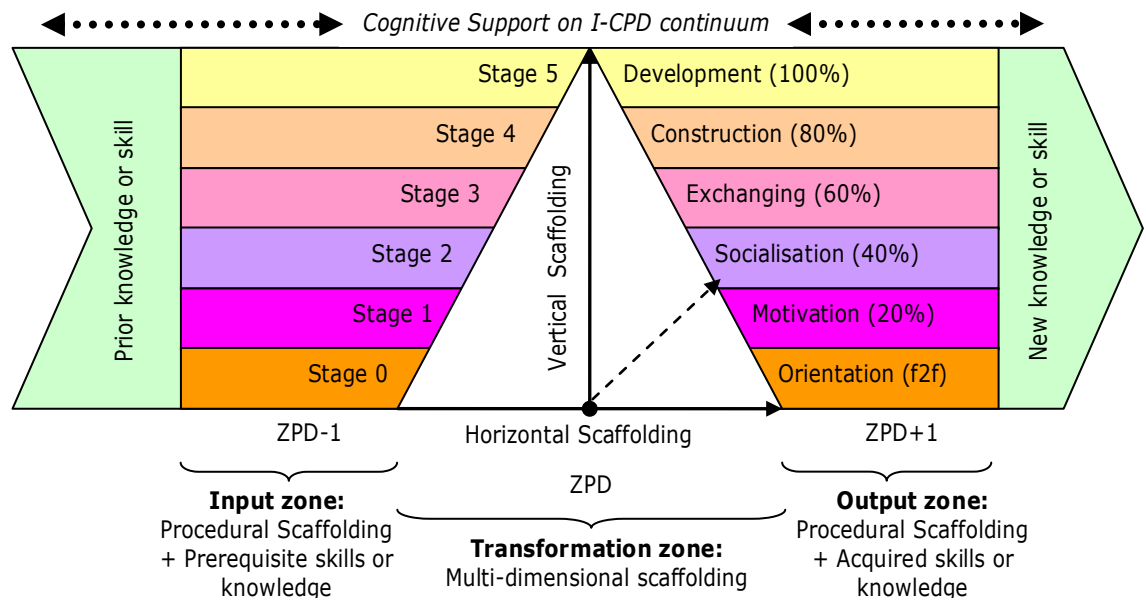 Cognitive Support on I-CPD continuum
Prior knowledge or skill
Stage 5
Development (100%)
Stage 4
Construction (80%)
Stage 3
Exchanging (60%)
Stage 2
Socialisation (40%)
Stage 1
Motivation (20%)
Stage 0
Orientation (f2f)
Vertical Scaffolding
New knowledge or skill
ZPD-1
Horizontal Scaffolding
ZPD+1
ZPD
Input zone:
Procedural Scaffolding
+ Prerequisite skills or
knowledge
Transformation zone:
Multi-dimensional scaffolding
Output zone:
Procedural Scaffolding
+ Acquired skills or
knowledge